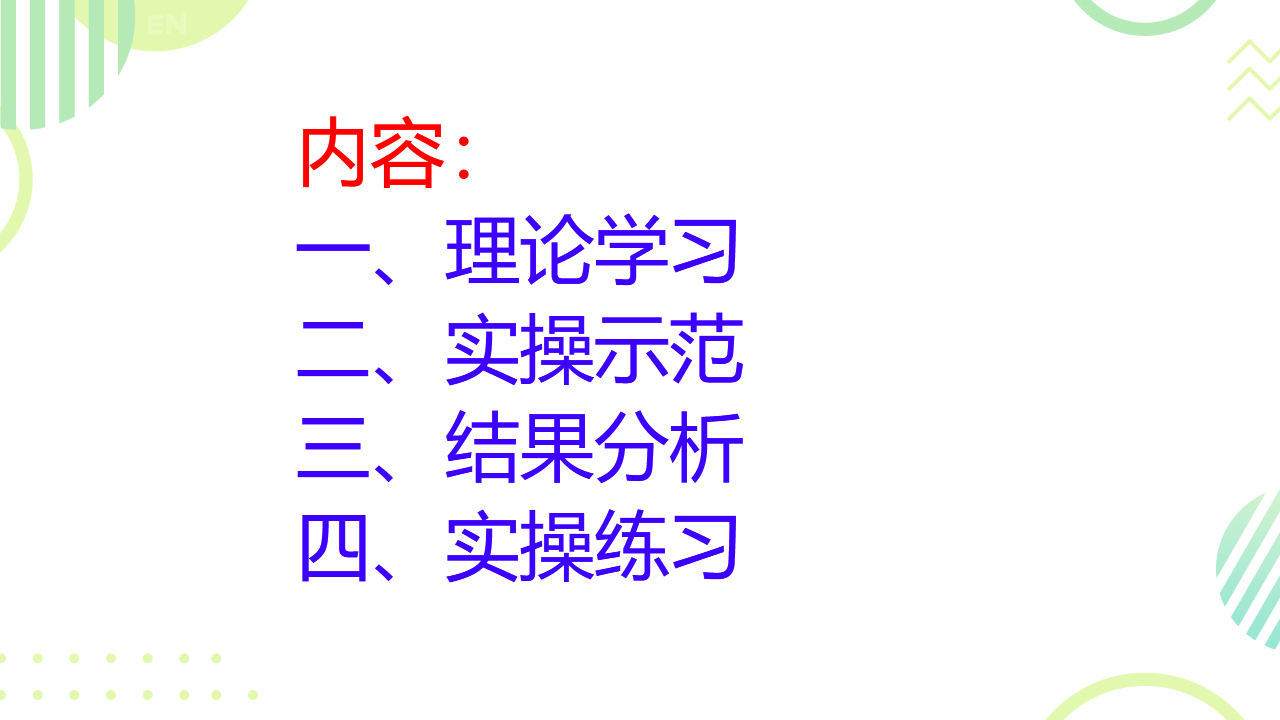 EN
内容：
一、理论学习
二、实操示范
三、结果分析
四、实操练习